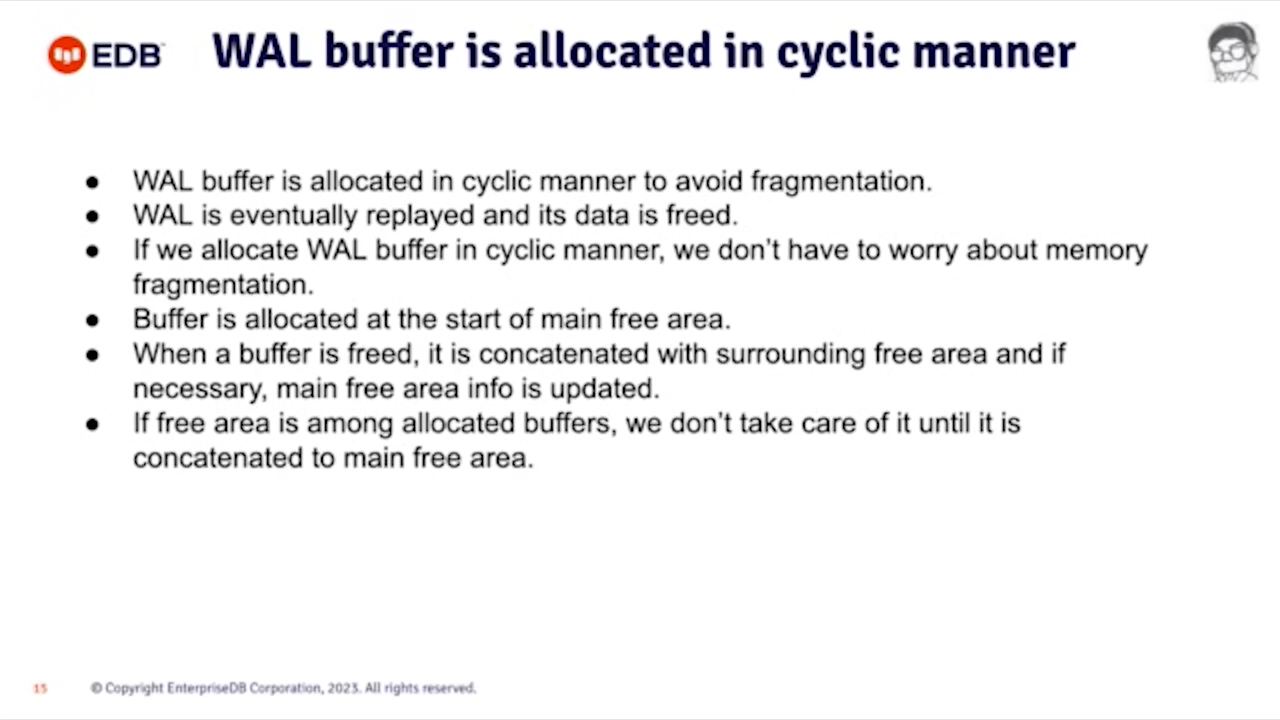 EDB
WAL buffer is allocated in cyclic manner
● WAL buffer is allocated in cyclic manner to avoid fragmentation.
● WAL is eventually replayed and its data is freed.
● If we allocate WAL buffer in cyclic manner, we don't have to worry about memory
fragmentation.
● Buffer is allocated at the start of main free area.
● When a buffer is freed, it is concatenated with surrounding free area and if
necessary, main free area info is updated.
● If free area is among allocated buffers, we don't take care of it until it is
concatenated to main free area.
15 © Copyright EnterpriseDB Corporation, 2023. All rights reserved.